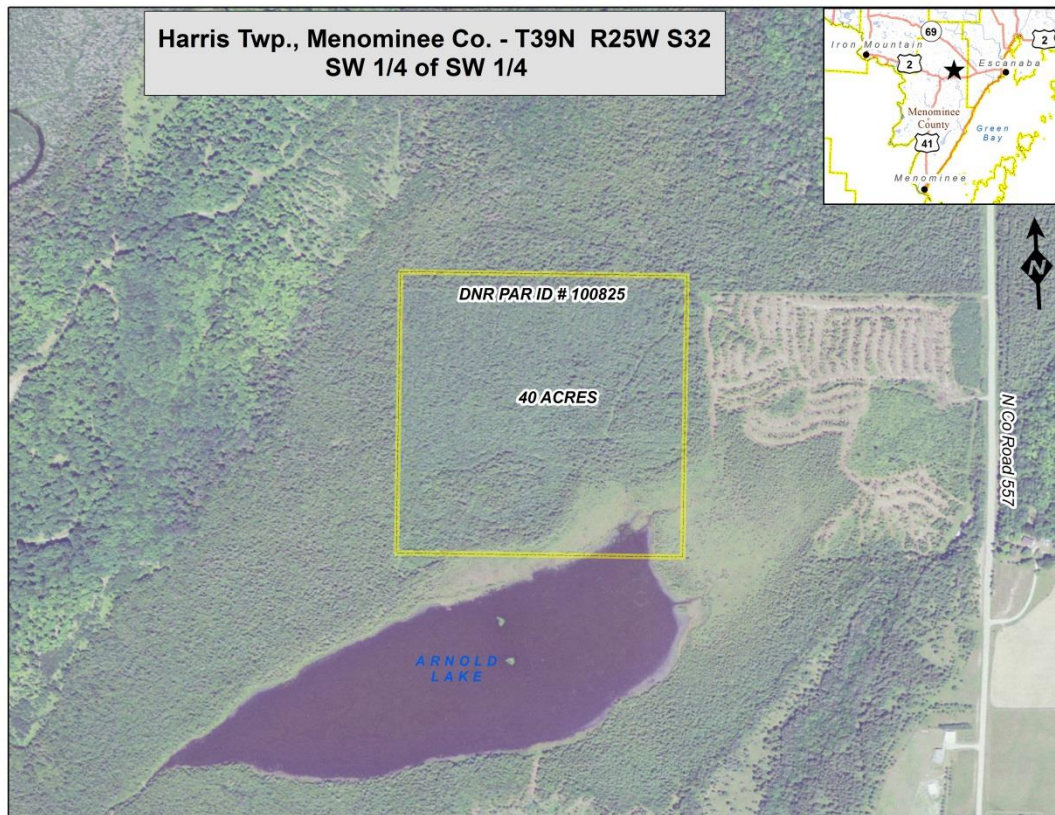 Harris Twp., Menominee Co. - T39N R25W S32
SW 1/4 of SW 1/4
69
2
Iron Mountain
2
Escanaba
Menominee
County
Green
Bay
41
Menominee
N
DNR PAR ID # 100825
40 ACRES
N Co Road 557
ARNOLD
LAKE